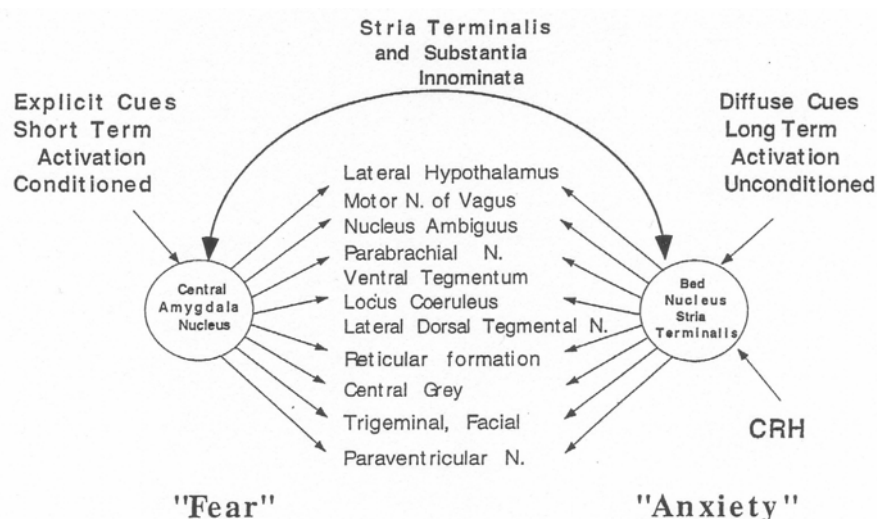 Stria Terminalis
and Substantia
Innominata
Explicit Cues
Short Term
Activation
Conditioned
Diffuse Cues
Long Term
Activation
Unconditioned
Lateral Hypothalamus
Motor N. of Vagus
Nucleus Ambiguus
Parabrachial N.
Ventral Tegmentum
Locus Coeruleus
Lateral Dorsal Tegmental N.
Reticular formation
Central Grey
Trigeminal, Facial
Paraventricular N.
Central
Amygdala
Nucleus
Bed
Nucleus
Stria
Terminalis
CRH
"Fear"
"Anxiety"